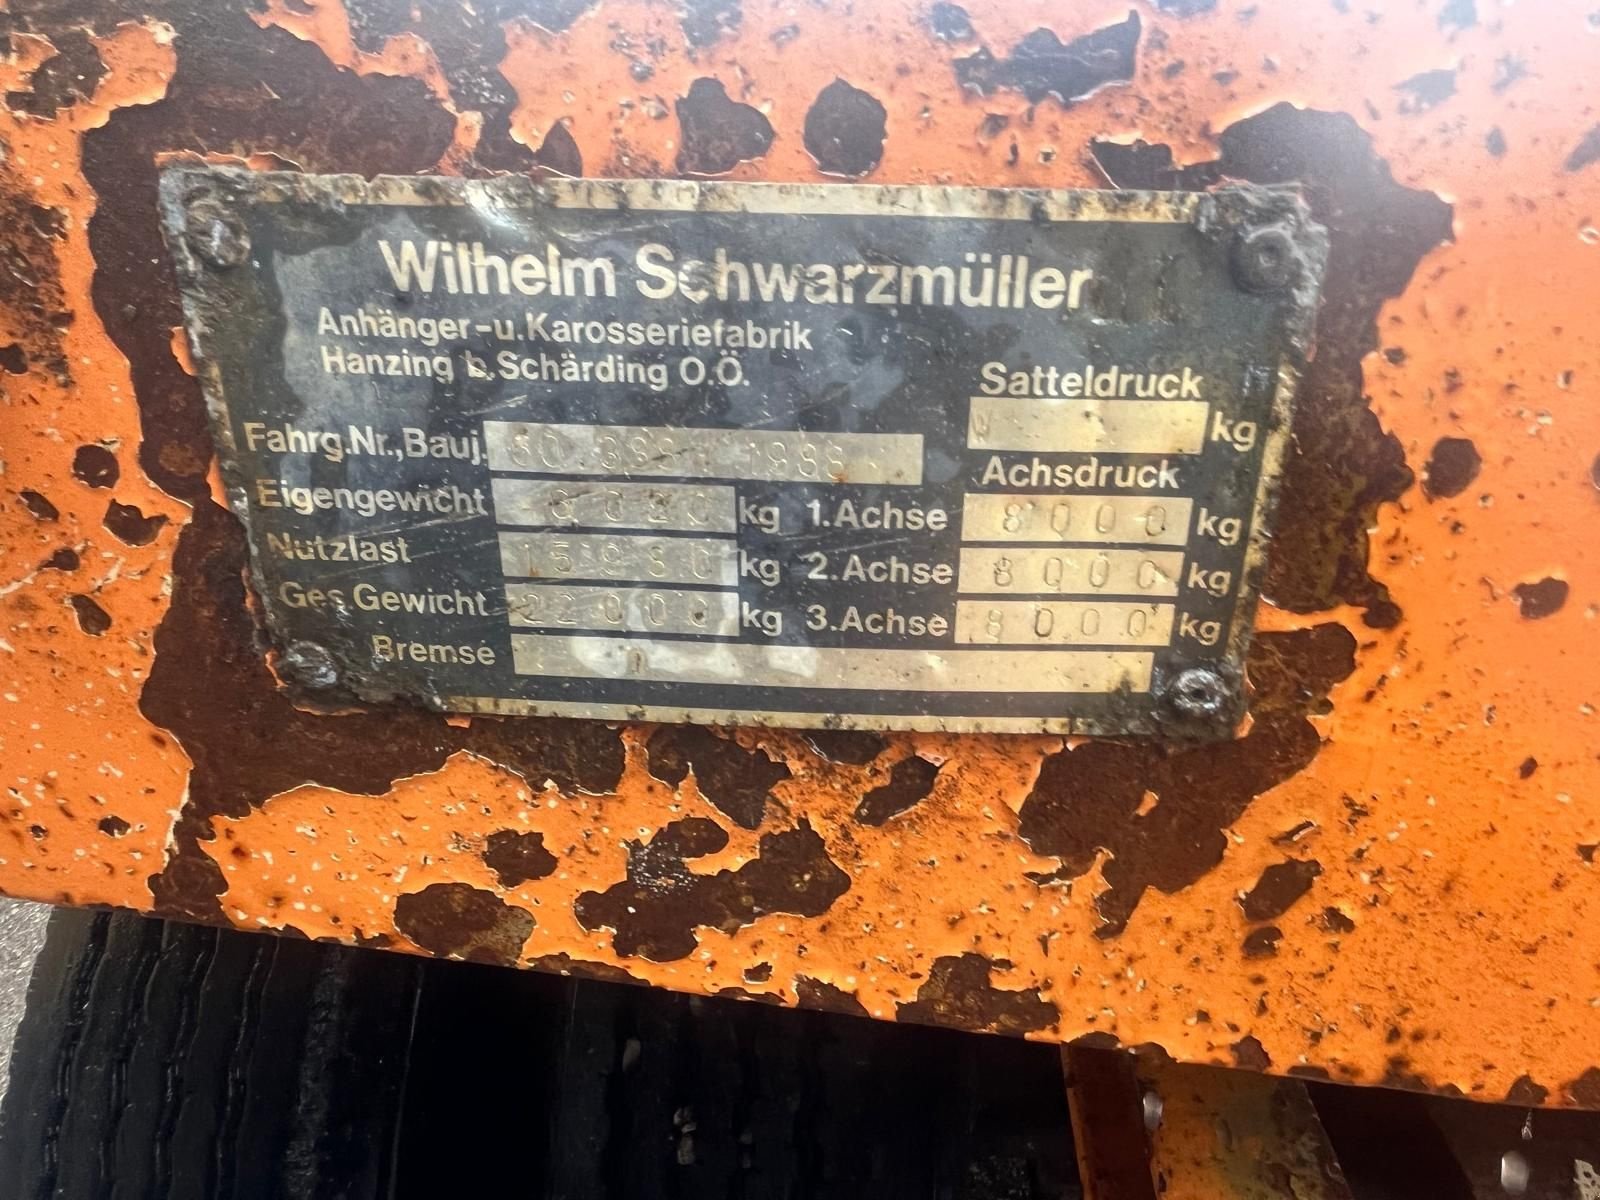 Wilhelm Schwarzmüller
Anhänger-u.Karosseriefabrik
Hanzing b.Schärding O.Ö.
Satteldruck
kg
Fahrg.Nr.,Bauj.
Achsdruck
Eigengewicht kg 1.Achse 8000 kg
Nutzlast kg 2.Achse 8000 kg
Ges.Gewicht 22000 kg 3.Achse 8000 kg
Bremse